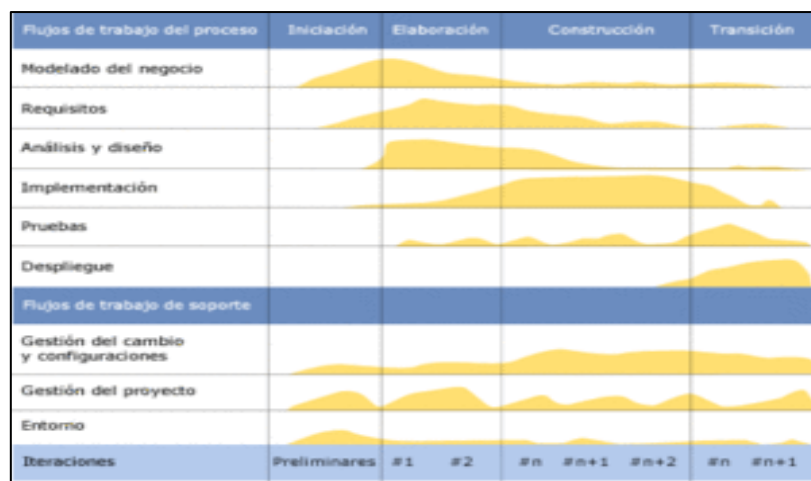 Flujos de trabajo del proceso Iniciación Elaboración Construcción Transición
Modelado del negocio
Requisitos
Análisis y diseño
Implementación
Pruebas
Despliegue
Flujos de trabajo de soporte
Gestión del cambio
y configuraciones
Gestión del proyecto
Entorno
Iteraciones Preliminares #1 #2 #n #n+1 #n+2 #n #n+1